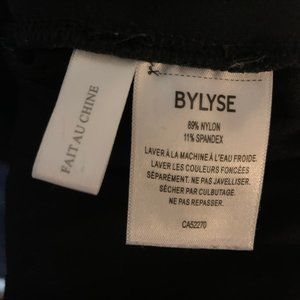 FAIT AU CHINE
BYLYSE
89% NYLON
11% SPANDEX
LAVER À LA MACHINE À L'EAU FROIDE.
LAVER LES COULEURS FONCÉES
SÉPARÉMENT. NE PAS JAVELLISER.
SÉCHER PAR CULBUTAGE.
NE PAS REPASSER.
CA52270